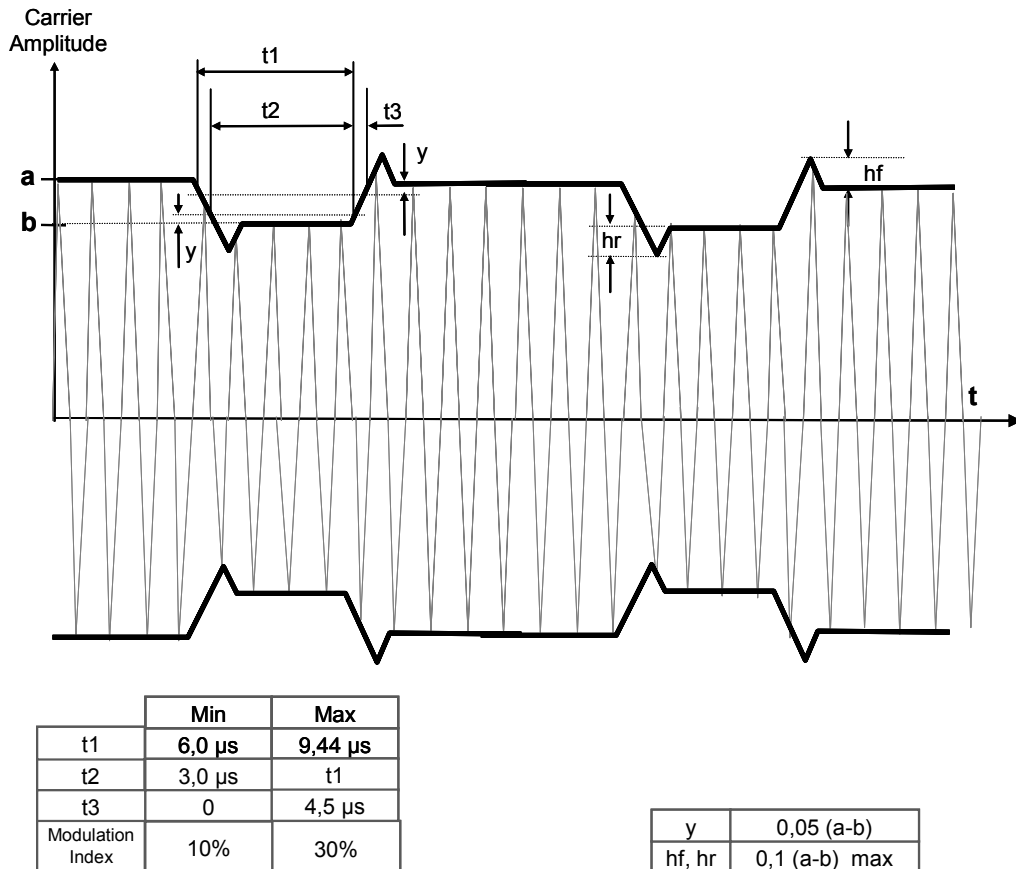 Carrier
Amplitude
t1
t2
t3
y
a
hf
b
hr
y
t
Min Max
t1 6,0 µs 9,44 µs
t2 3,0 µs t1
t3 0 4,5 µs
Modulation
Index 10% 30%
y 0,05 (a-b)
hf, hr 0,1 (a-b) max